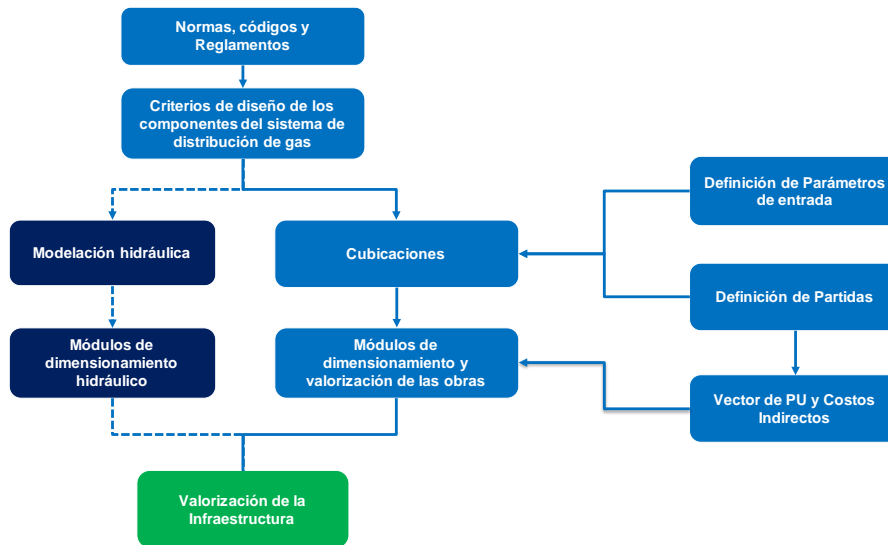 Normas, códigos y
Reglamentos
Criterios de diseño de los
componentes del sistema de
distribución de gas
Definición de Parámetros
de entrada
Modelación hidráulica
Cubicaciones
Definición de Partidas
Módulos de
dimensionamiento
hidráulico
Módulos de
dimensionamiento y
valorización de las obras
Vector de PU y Costos
Indirectos
Valorización de la
Infraestructura